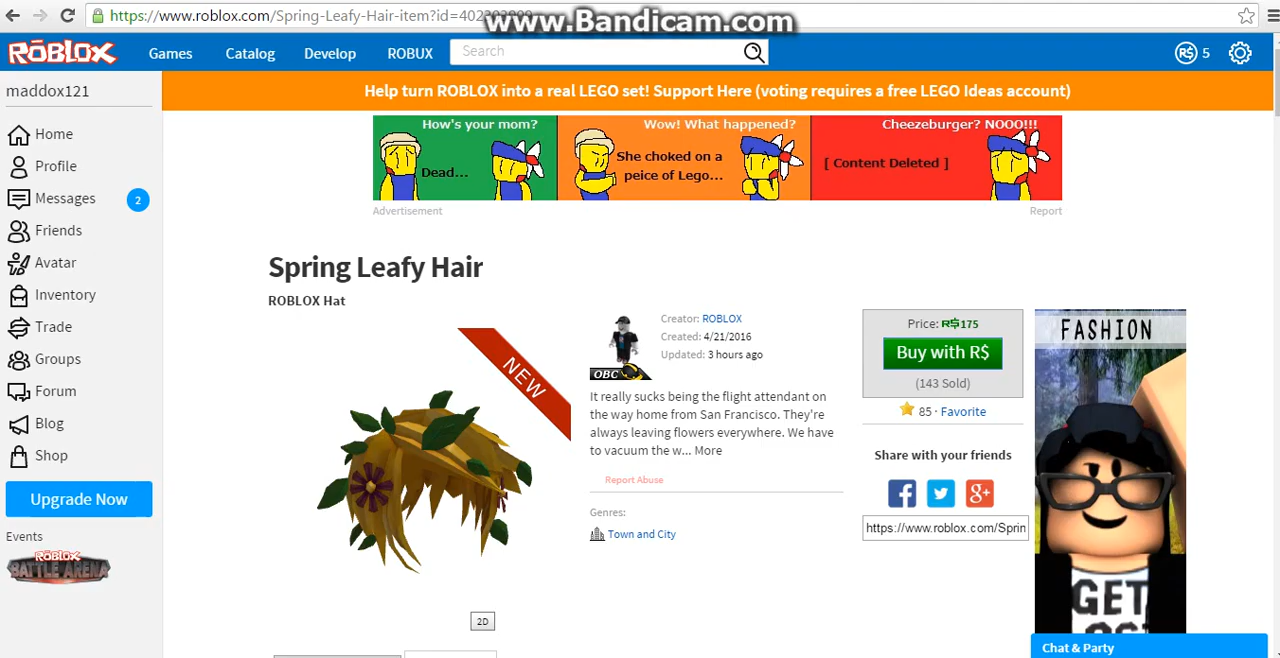 https://www.roblox.com/Spring-Leafy-Hair-item?id=402303809
www.Bandicam.com
ROBLOX
Games
Catalog
Develop
ROBUX
Search
R$ 5
maddox121
Help turn ROBLOX into a real LEGO set! Support Here (voting requires a free LEGO Ideas account)
Home
Profile
Messages
2
Friends
Avatar
Inventory
Trade
Groups
Forum
Blog
Shop
Upgrade Now
Events
ROBLOX
BATTLE ARENA
How's your mom?
Dead...
Wow! What happened?
She choked on a
peice of Lego...
Cheezeburger? NOOO!!!
[ Content Deleted ]
Advertisement
Report
Spring Leafy Hair
ROBLOX Hat
NEW
2D
OBC
Creator: ROBLOX
Created: 4/21/2016
Updated: 3 hours ago
It really sucks being the flight attendant on
the way home from San Francisco. They're
always leaving flowers everywhere. We have
to vacuum the w... More
Report Abuse
Genres:
Town and City
Price: R$175
Buy with R$
(143 Sold)
85 · Favorite
Share with your friends
https://www.roblox.com/Sprin
FASHION
GET
Chat & Party